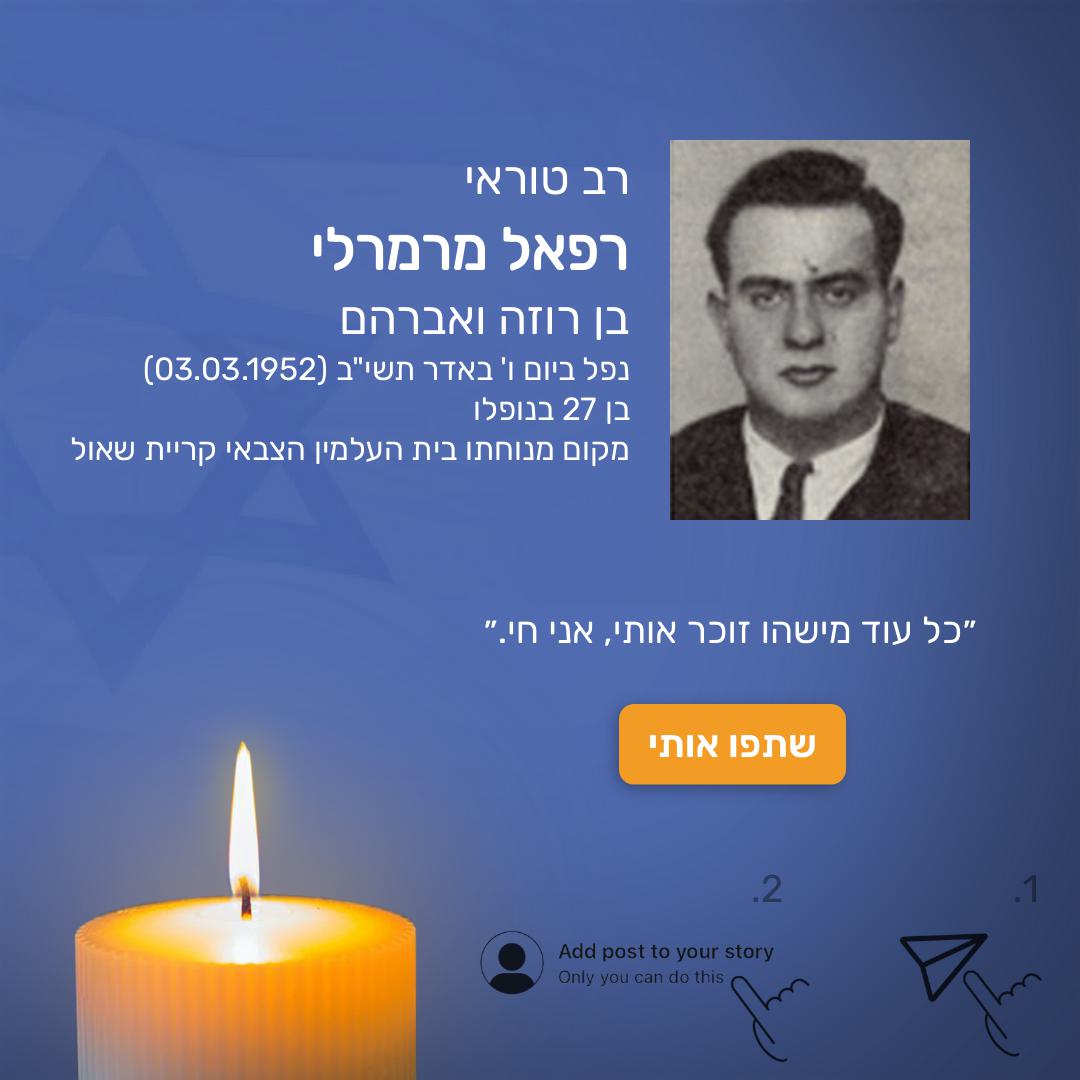 רב טוראי
רפאל מרמרלי
בן רוזה ואברהם
נפל ביום ו' באדר תשי"ב (03.03.1952)
בן 27 בנופלו
מקום מנוחתו בית העלמין הצבאי קריית שאול
״כל עוד מישהו זוכר אותי, אני חי.״
שתפו אותי
1.
2.
Add post to your story
Only you can do this